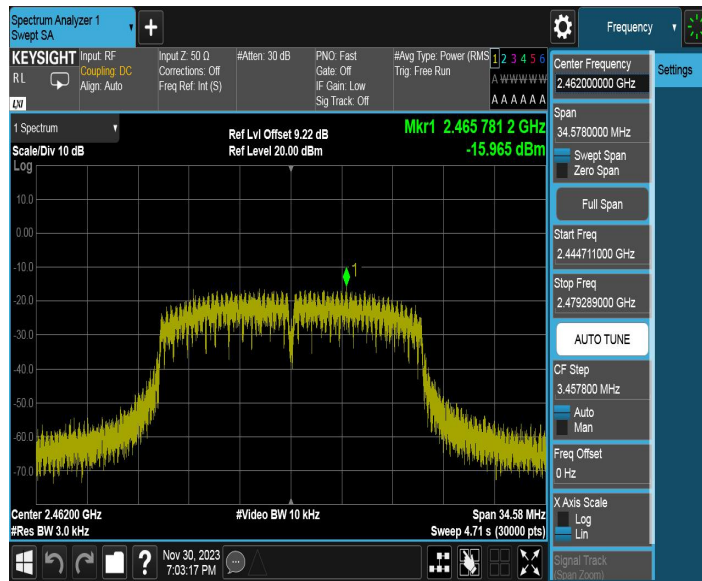 Spectrum Analyzer 1
Swept SA
Frequency
KEYSIGHT
RL
LXI
Input: RF
Coupling: DC
Align: Auto
Input Z: 50 Ω
Corrections: Off
Freq Ref: Int (S)
#Atten: 30 dB
PNO: Fast
Gate: Off
IF Gain: Low
Sig Track: Off
#Avg Type: Power (RMS
Trig: Free Run
1 2 3 4 5 6
A W W W W W
A A A A A A
1 Spectrum
Scale/Div 10 dB
Log
Ref Lvl Offset 9.22 dB
Ref Level 20.00 dBm
Mkr1 2.465 781 2 GHz
-15.965 dBm
10.0
0.00
-10.0
-20.0
-30.0
-40.0
-50.0
-60.0
-70.0
1
Center 2.46200 GHz
#Res BW 3.0 kHz
#Video BW 10 kHz
Span 34.58 MHz
Sweep 4.71 s (30000 pts)
Nov 30, 2023
7:03:17 PM
Center Frequency
2.462000000 GHz
Span
34.5780000 MHz
Swept Span
Zero Span
Full Span
Start Freq
2.444711000 GHz
Stop Freq
2.479289000 GHz
AUTO TUNE
CF Step
3.457800 MHz
Auto
Man
Freq Offset
0 Hz
X Axis Scale
Log
Lin
Signal Track
(Span Zoom)
Settings